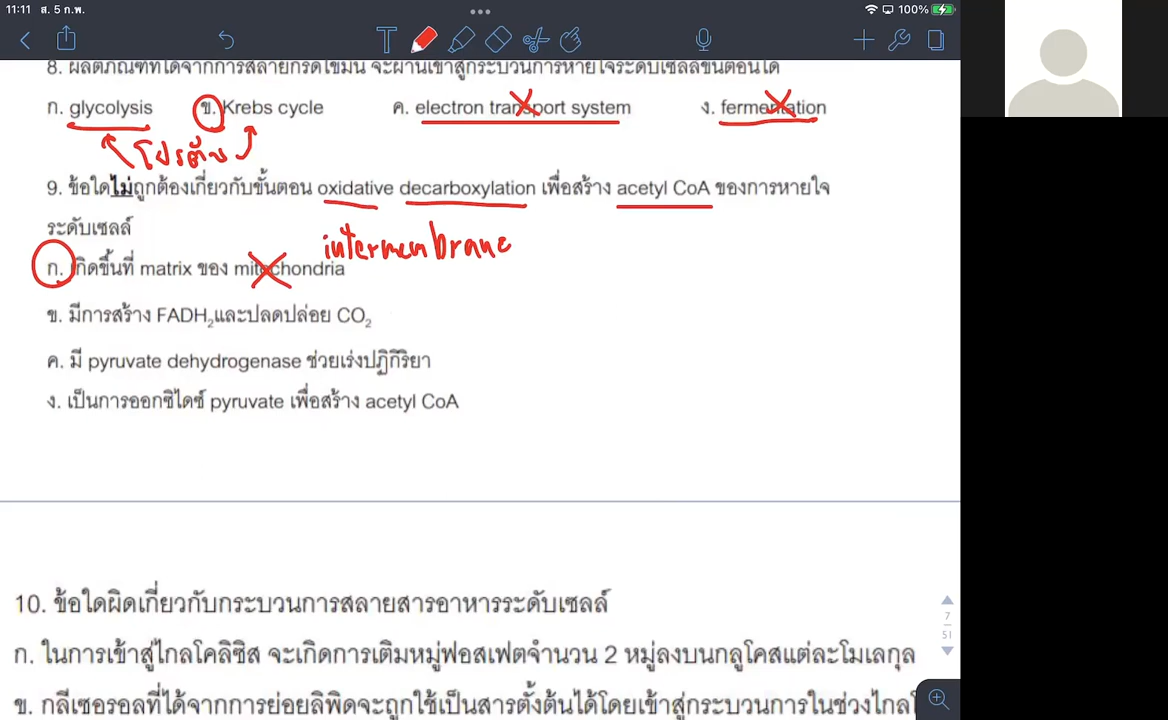 11:11 ส. 5 ก.พ. 100%
8. ผลิตภัณฑ์ที่ได้จากการสลายกรดไขมัน จะผ่านเข้าสู่กระบวนการหายใจระดับเซลล์ขั้นตอนใด
ก. glycolysis ข. Krebs cycle ค. electron transport system ง. fermentation
โปรตีน
9. ข้อใดไม่ถูกต้องเกี่ยวกับขั้นตอน oxidative decarboxylation เพื่อสร้าง acetyl CoA ของการหายใจ
ระดับเซลล์
intermembrane
ก. เกิดขึ้นที่ matrix ของ mitochondria
ข. มีการสร้าง FADH₂และปลดปล่อย CO₂
ค. มี pyruvate dehydrogenase ช่วยเร่งปฏิกิริยา
ง. เป็นการออกซิไดซ์ pyruvate เพื่อสร้าง acetyl CoA
10. ข้อใดผิดเกี่ยวกับกระบวนการสลายสารอาหารระดับเซลล์
7
51
ก. ในการเข้าสู่ไกลโคลิซิส จะเกิดการเติมหมู่ฟอสเฟตจำนวน 2 หมู่ลงบนกลูโคสแต่ละโมเลกุล
ข. กลีเซอรอลที่ได้จากการย่อยลิพิดจะถูกใช้เป็นสารตั้งต้นได้โดยเข้าสู่กระบวนการในช่วงไกลโ